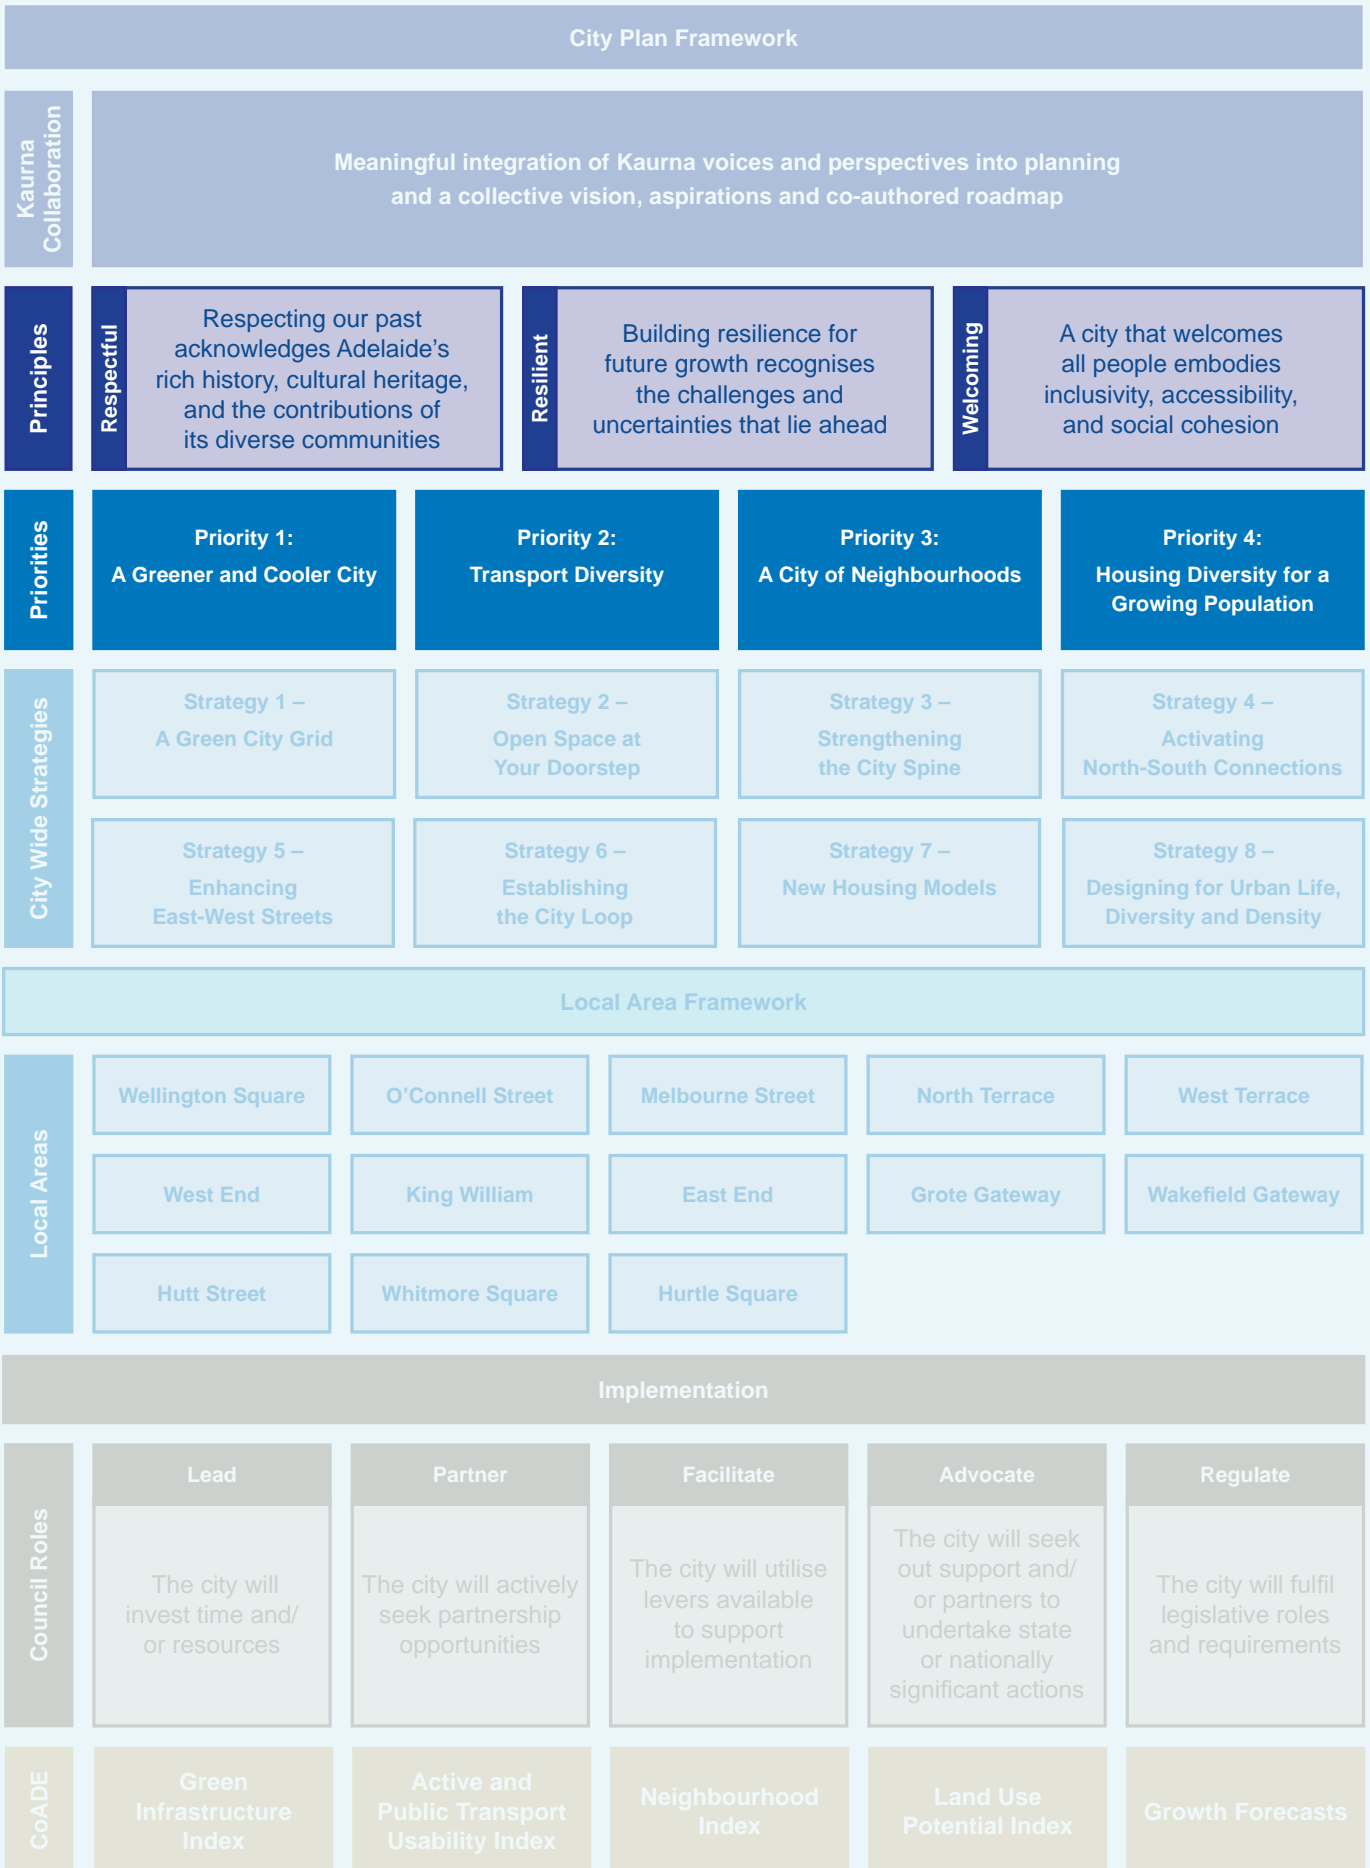 City Plan Framework
Kaurna
Collaboration
Meaningful integration of Kaurna voices and perspectives into planning
and a collective vision, aspirations and co-authored roadmap
Principles
Respectful
Respecting our past
acknowledges Adelaide’s
rich history, cultural heritage,
and the contributions of
its diverse communities
Resilient
Building resilience for
future growth recognises
the challenges and
uncertainties that lie ahead
Welcoming
A city that welcomes
all people embodies
inclusivity, accessibility,
and social cohesion
Priorities
Priority 1:
A Greener and Cooler City
Priority 2:
Transport Diversity
Priority 3:
A City of Neighbourhoods
Priority 4:
Housing Diversity for a
Growing Population
City Wide Strategies
Strategy 1 –
A Green City Grid
Strategy 2 –
Open Space at
Your Doorstep
Strategy 3 –
Strengthening
the City Spine
Strategy 4 –
Activating
North-South Connections
Strategy 5 –
Enhancing
East-West Streets
Strategy 6 –
Establishing
the City Loop
Strategy 7 –
New Housing Models
Strategy 8 –
Designing for Urban Life,
Diversity and Density
Local Area Framework
Local Areas
Wellington Square
O’Connell Street
Melbourne Street
North Terrace
West Terrace
West End
King William
East End
Grote Gateway
Wakefield Gateway
Hutt Street
Whitmore Square
Hurtle Square
Implementation
Council Roles
Lead
The city will
invest time and/
or resources
Partner
The city will actively
seek partnership
opportunities
Facilitate
The city will utilise
levers available
to support
implementation
Advocate
The city will seek
out support and/
or partners to
undertake state
or nationally
significant actions
Regulate
The city will fulfil
legislative roles
and requirements
CoADE
Green
Infrastructure
Index
Active and
Public Transport
Usability Index
Neighbourhood
Index
Land Use
Potential Index
Growth Forecasts